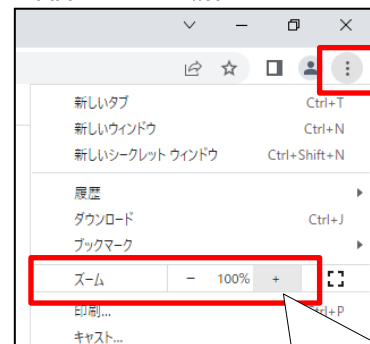 新しいタブ Ctrl+T
新しいウィンドウ Ctrl+N
新しいシークレット ウィンドウ Ctrl+Shift+N
履歴
ダウンロード Ctrl+J
ブックマーク
ズーム − 100% +
印刷... Ctrl+P
キャスト...